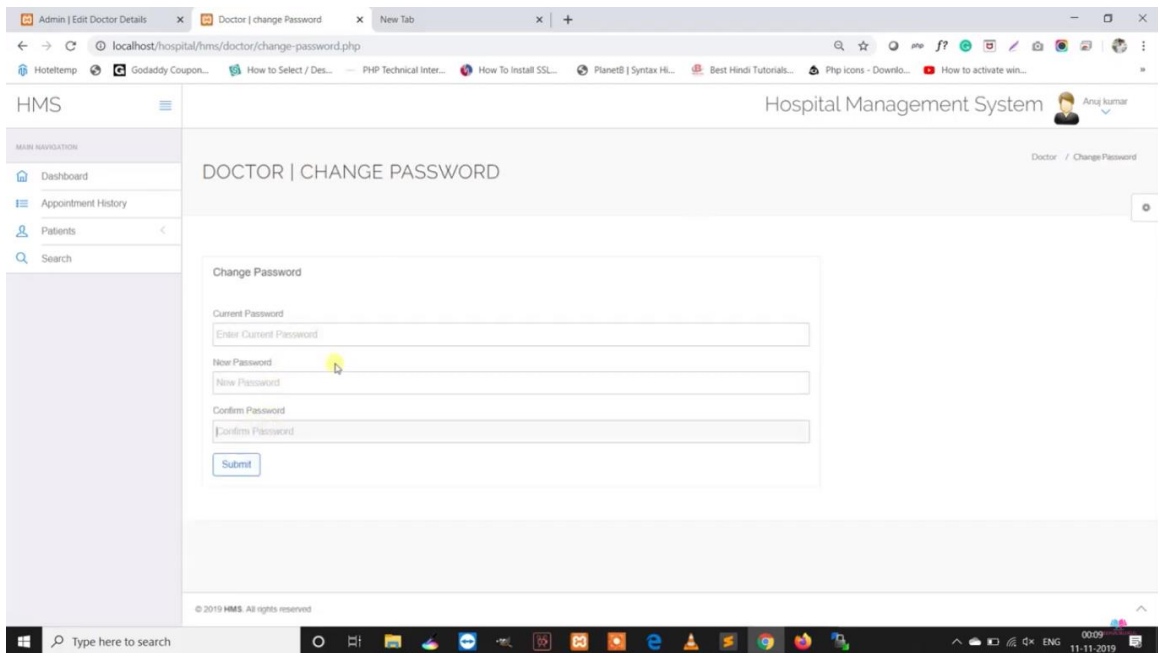 Admin | Edit Doctor Details
Doctor | change Password
New Tab
localhost/hospital/hms/doctor/change-password.php
f?
Hoteltemp
Godaddy Coupon...
How to Select / Des...
PHP Technical Inter...
How To Install SSL...
PlanetB | Syntax Hi...
Best Hindi Tutorials...
Php icons - Downlo...
How to activate win...
HMS
Hospital Management System
Anuj kumar
MAIN NAVIGATION
Dashboard
Appointment History
Patients
Search
DOCTOR | CHANGE PASSWORD
Doctor / Change Password
Change Password
Current Password
Enter Current Password
New Password
New Password
Confirm Password
Confirm Password
Submit
© 2019 HMS. All rights reserved
Type here to search
ENG
00:09
11-11-2019